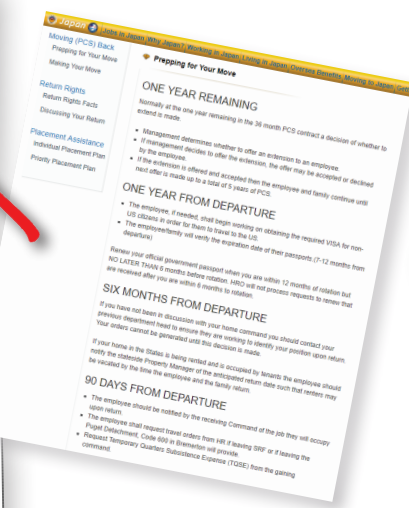 Japan | Jobs in Japan | Why Japan? | Working in Japan | Living in Japan | Overseas Benefits | Moving to Japan |
Moving (PCS) Back
Prepping for Your Move
Making Your Move
Return Rights
Return Rights Facts
Discussing Your Return
Placement Assistance
Individual Placement Plan
Priority Placement Plan
Prepping for Your Move
ONE YEAR REMAINING
Normally at the one year remaining in the 36 month PCS contract a decision of whether to
extend is made.
• Management determines whether to offer an extension to an employee.
• If management decides to offer the extension, the offer may be accepted or declined
by the employee.
• If the extension is offered and accepted then the employee and family continue until
next offer is made up to a total of 5 years of PCS.
ONE YEAR FROM DEPARTURE
• The employee, if needed, shall begin working on obtaining the required VISA for non-
US citizens in order for them to travel to the US.
• The employee/family will verify the expiration date of their passports.(7-12 months from
departure)
Renew your official government passport when you are within 12 months of rotation but
NO LATER THAN 6 months before rotation. HRO will not process requests to renew that
are received after you are within 6 months to rotation.
SIX MONTHS FROM DEPARTURE
If you have not been in discussion with your home command you should contact your
previous department head to ensure they are working to identify your position upon return.
Your orders cannot be generated until this decision is made.
If your home in the States is being rented and is occupied by tenants the employee should
notify the stateside Property Manager of the anticipated return date such that renters may
be vacated by the time the employee and the family return.
90 DAYS FROM DEPARTURE
• The employee should be notified by the receiving Command of the job they will occupy
upon return.
• The employee shall request travel orders from HR if leaving SRF or if leaving the
Puget Detachment, Code 600 in Bremerton will provide.
• Request Temporary Quarters Subsistence Expense (TQSE) from the gaining
command.